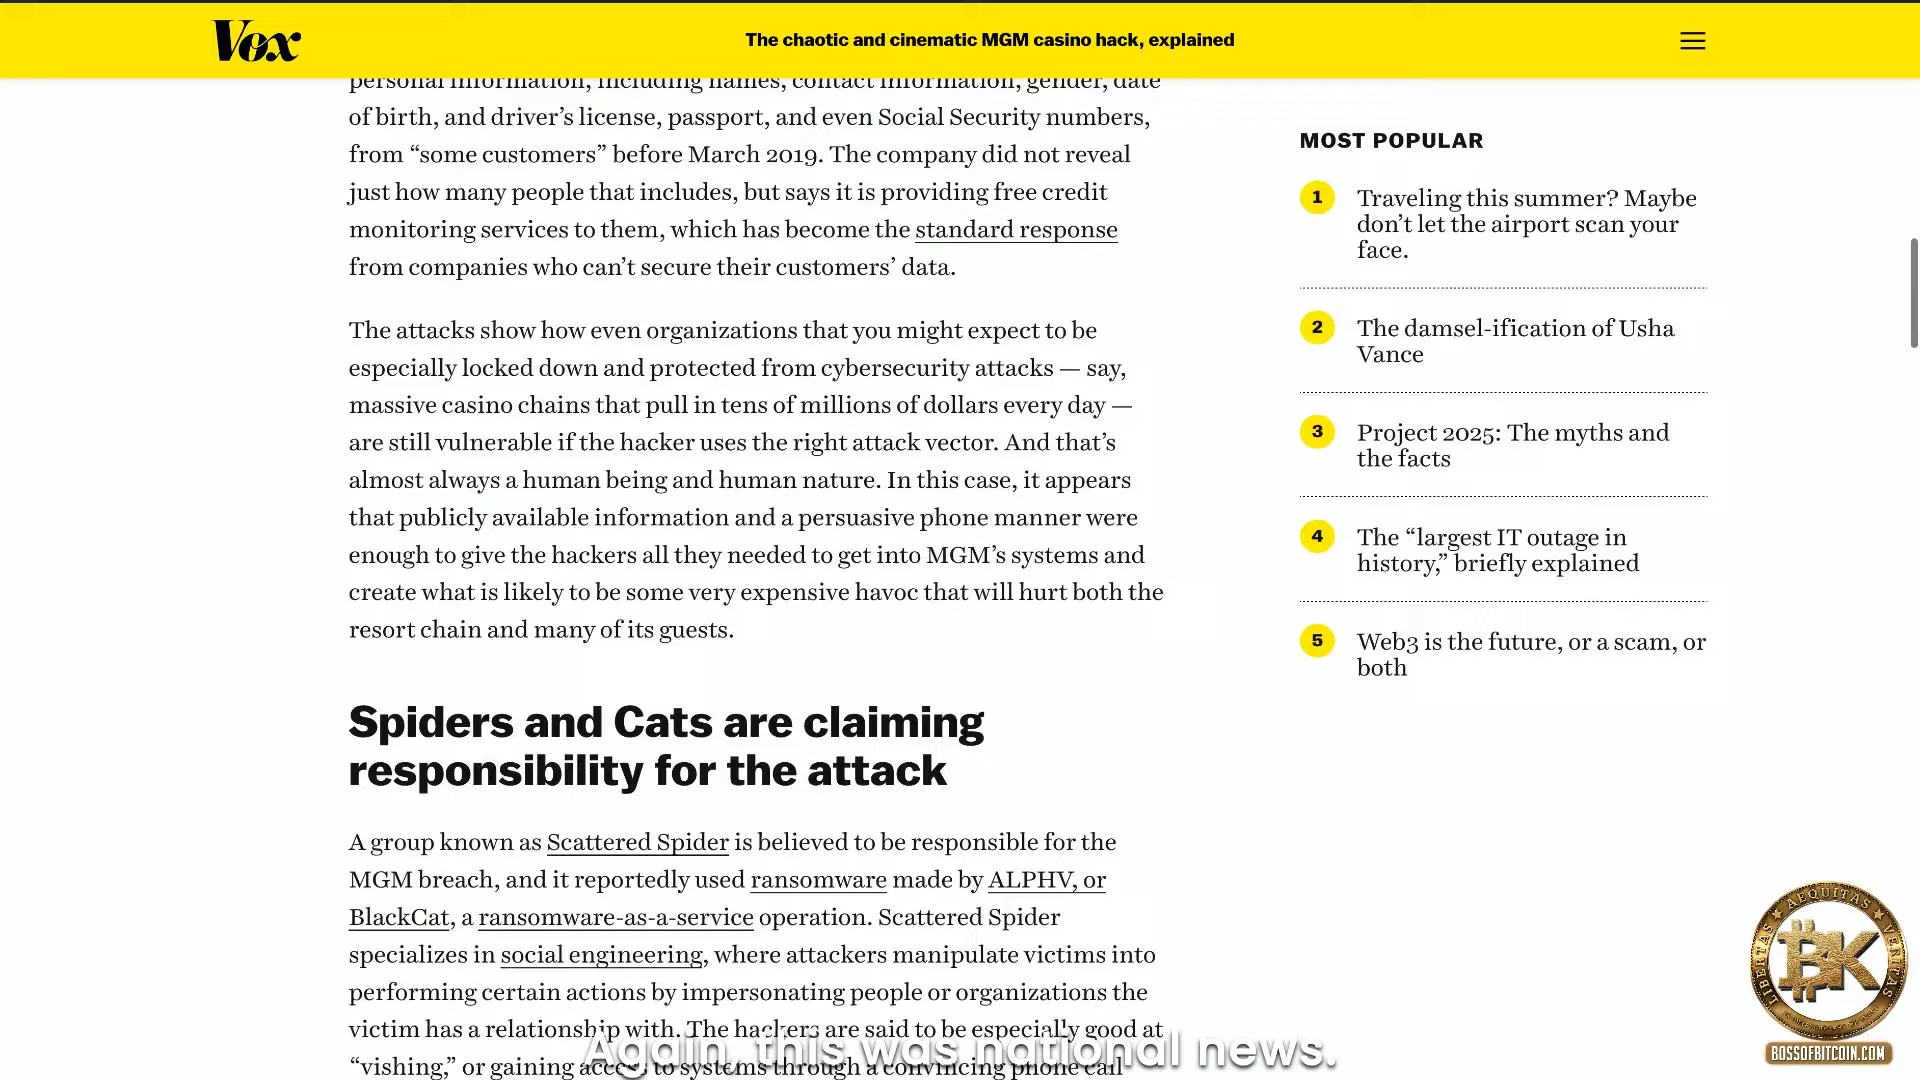 Vox
The chaotic and cinematic MGM casino hack, explained
personal information, including names, contact information, gender, date
of birth, and driver’s license, passport, and even Social Security numbers,
from “some customers” before March 2019. The company did not reveal
just how many people that includes, but says it is providing free credit
monitoring services to them, which has become the standard response
from companies who can’t secure their customers’ data.
The attacks show how even organizations that you might expect to be
especially locked down and protected from cybersecurity attacks — say,
massive casino chains that pull in tens of millions of dollars every day —
are still vulnerable if the hacker uses the right attack vector. And that’s
almost always a human being and human nature. In this case, it appears
that publicly available information and a persuasive phone manner were
enough to give the hackers all they needed to get into MGM’s systems and
create what is likely to be some very expensive havoc that will hurt both the
resort chain and many of its guests.
Spiders and Cats are claiming
responsibility for the attack
A group known as Scattered Spider is believed to be responsible for the
MGM breach, and it reportedly used ransomware made by ALPHV, or
BlackCat, a ransomware-as-a-service operation. Scattered Spider
specializes in social engineering, where attackers manipulate victims into
performing certain actions by impersonating people or organizations the
victim has a relationship with. The hackers are said to be especially good at
“vishing,” or gaining access to systems through a convincing phone call
MOST POPULAR
1
Traveling this summer? Maybe
don’t let the airport scan your
face.
2
The damsel-ification of Usha
Vance
3
Project 2025: The myths and
the facts
4
The “largest IT outage in
history,” briefly explained
5
Web3 is the future, or a scam, or
both
Again, this was national news.
AEQUITAS
LIBERTAS
VERITAS
BK
BOSSOFBITCOIN.COM